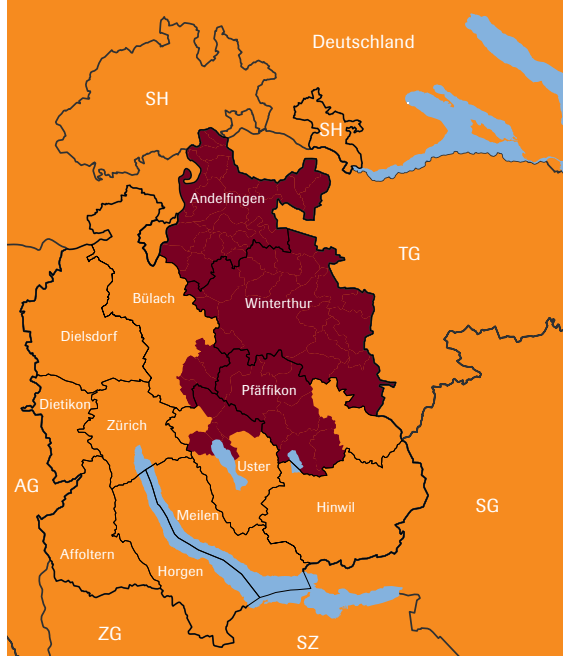 Deutschland
SH
SH
Andelfingen
TG
Bülach
Winterthur
Dielsdorf
Pfäffikon
Dietikon
Zürich
Uster
AG
SG
Meilen
Hinwil
Affoltern
Horgen
ZG
SZ